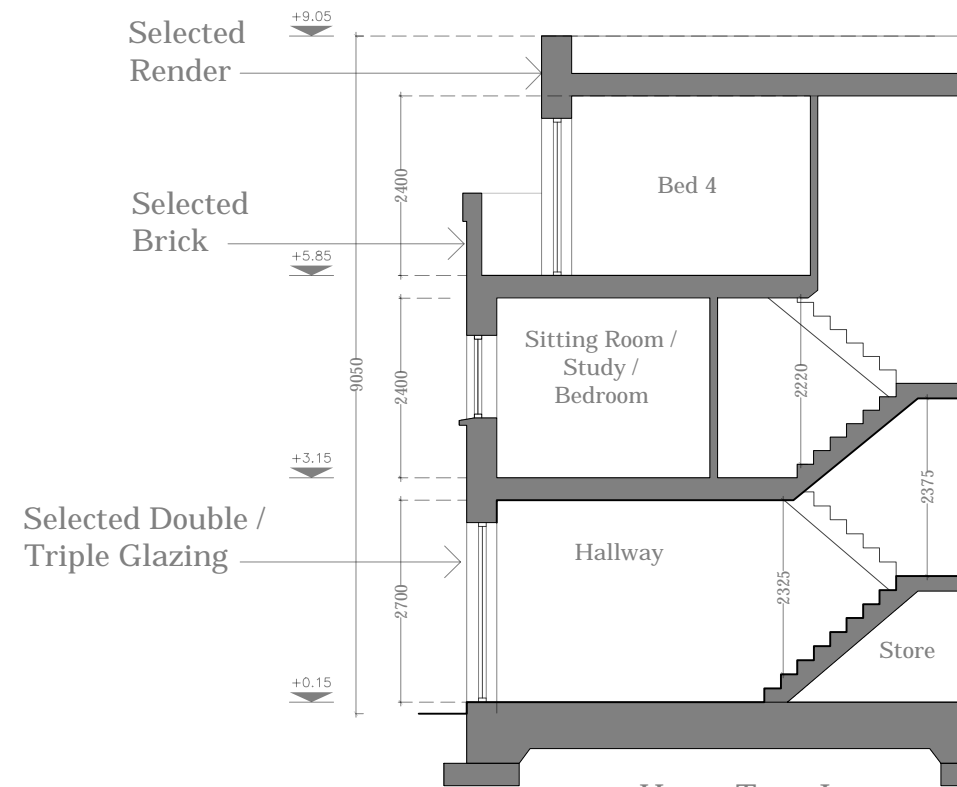 +9.05
Selected
Render
2400
Bed 4
Selected
Brick
+5.85
9050
2400
Sitting Room /
Study /
Bedroom
2220
+3.15
2375
Selected Double /
Triple Glazing
Hallway
2325
2700
Store
+0.15